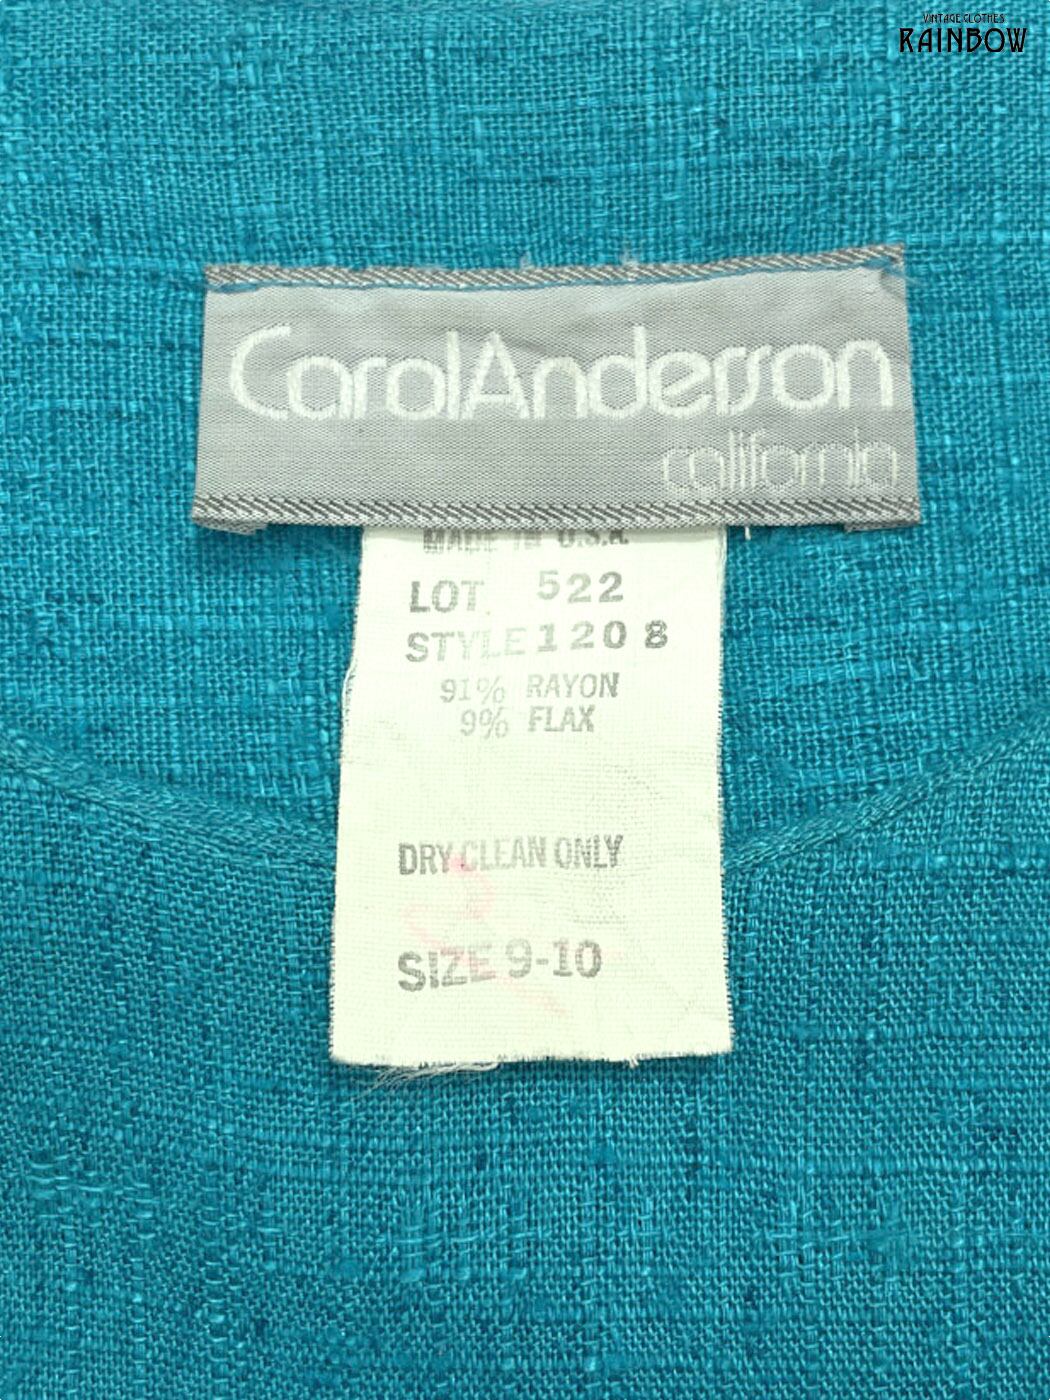 VINTAGE CLOTHES
RAINBOW
CarolAnderson
california
MADE IN U.S.A.
LOT. 522
STYLE 1208
91% RAYON
9% FLAX
DRY CLEAN ONLY
SIZE 9-10